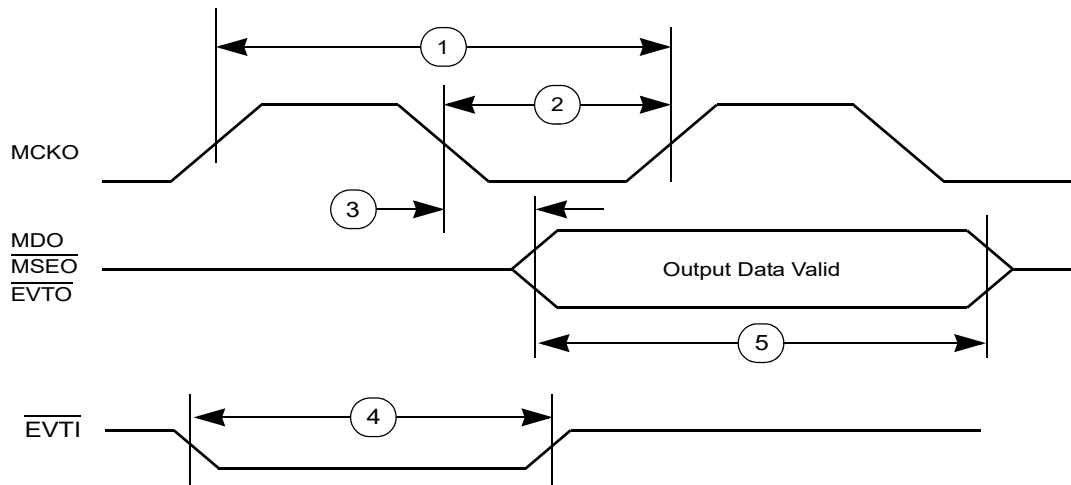 1
2
MCKO
3
MDO
MSEO
EVTO
Output Data Valid
5
4
EVTI